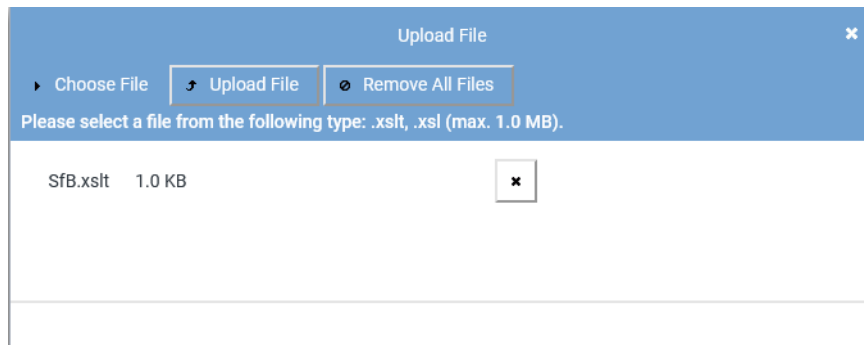 Upload File
Choose File Upload File Remove All Files
Please select a file from the following type: .xslt, .xsl (max. 1.0 MB).
SfB.xslt 1.0 KB